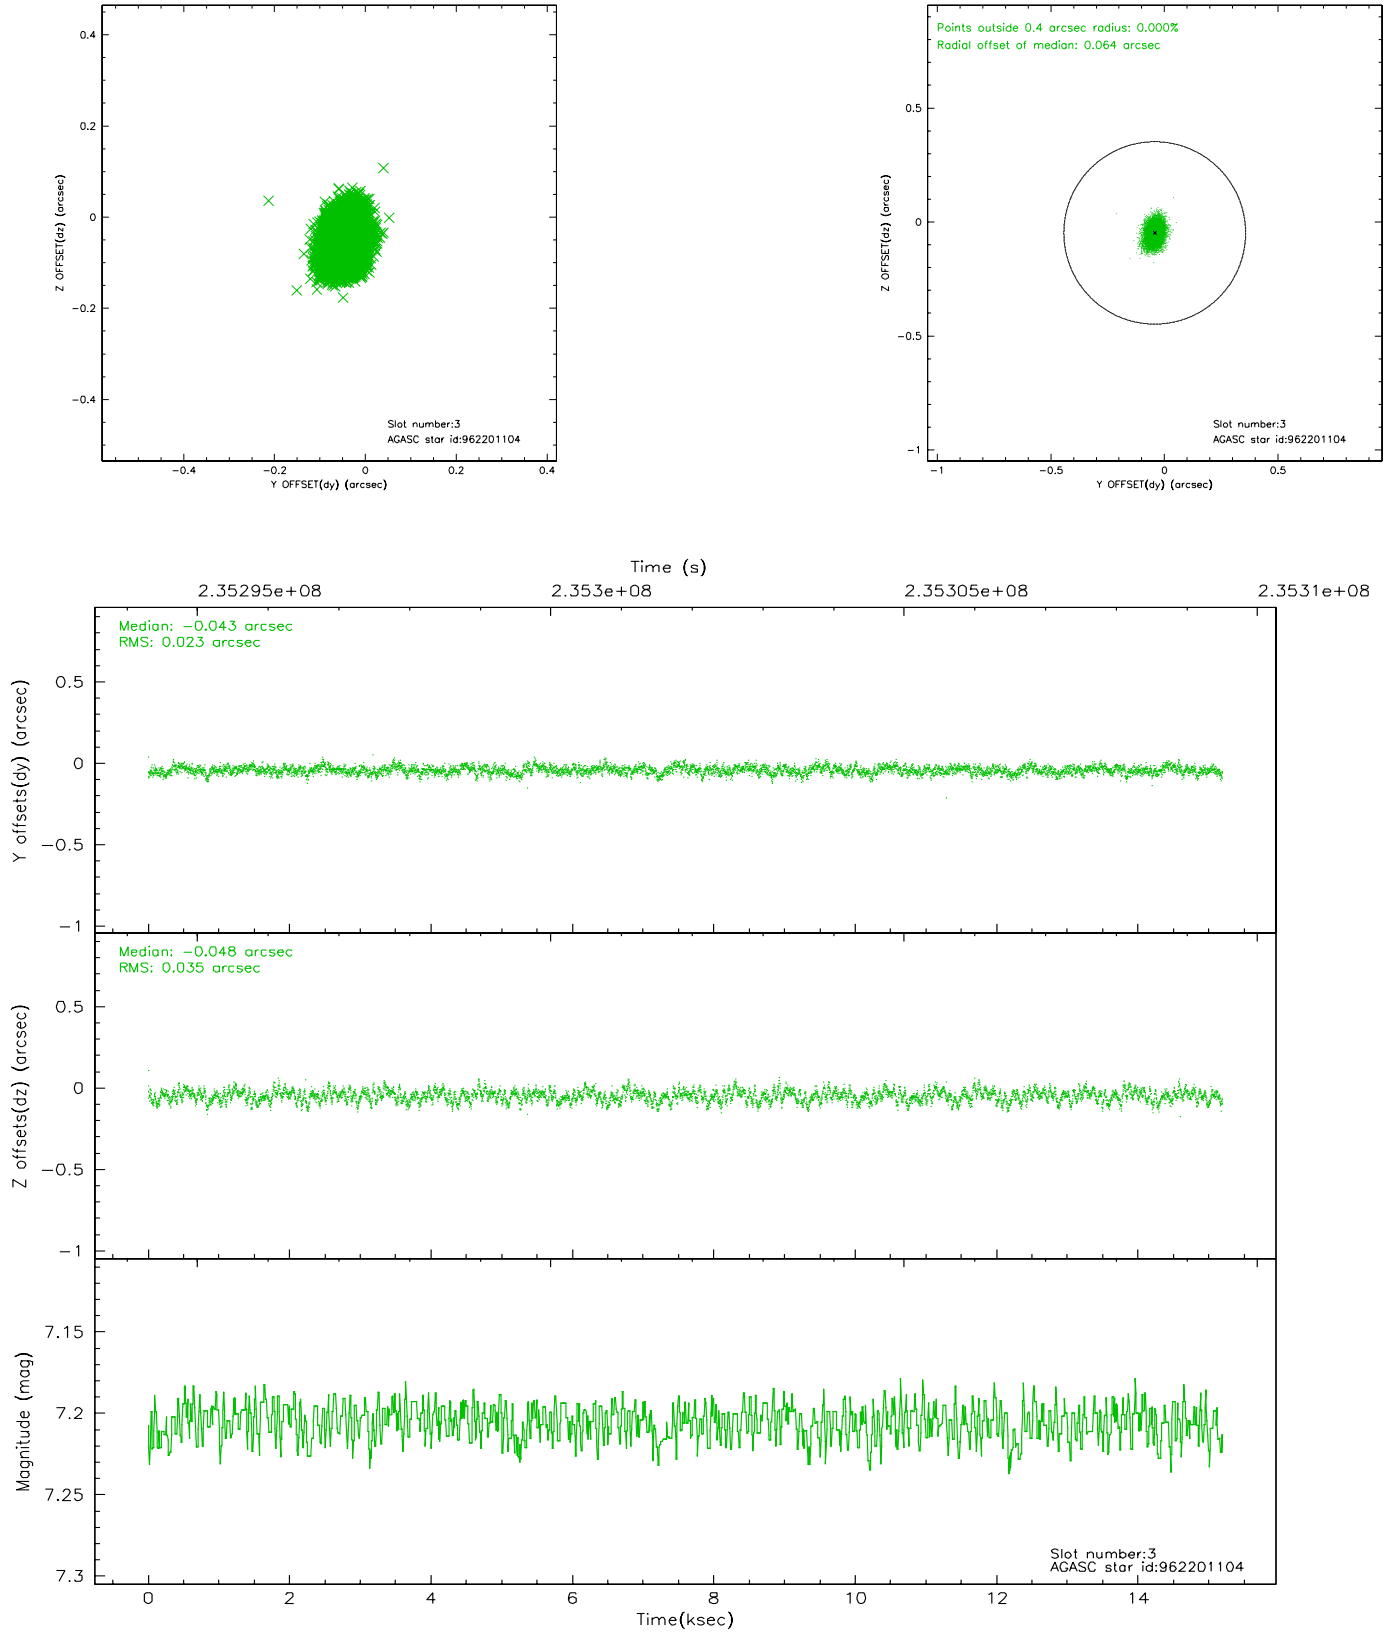 0.4
0.2
0
−0.2
−0.4
Z OFFSET(dz) (arcsec)
Slot number:3
AGASC star id:962201104
−0.4 −0.2 0 0.2 0.4
Y OFFSET(dy) (arcsec)
Points outside 0.4 arcsec radius: 0.000%
Radial offset of median: 0.064 arcsec
0.5
0
−0.5
−1
Z OFFSET(dz) (arcsec)
Slot number:3
AGASC star id:962201104
−1 −0.5 0 0.5
Y OFFSET(dy) (arcsec)
Time (s)
2.35295e+08 2.353e+08 2.35305e+08 2.3531e+08
Median: −0.043 arcsec
RMS: 0.023 arcsec
0.5
0
−0.5
−1
Y offsets(dy) (arcsec)
Median: −0.048 arcsec
RMS: 0.035 arcsec
0.5
0
−0.5
−1
Z offsets(dz) (arcsec)
7.15
7.2
7.25
7.3
Magnitude (mag)
Slot number:3
AGASC star id:962201104
0 2 4 6 8 10 12 14
Time(ksec)